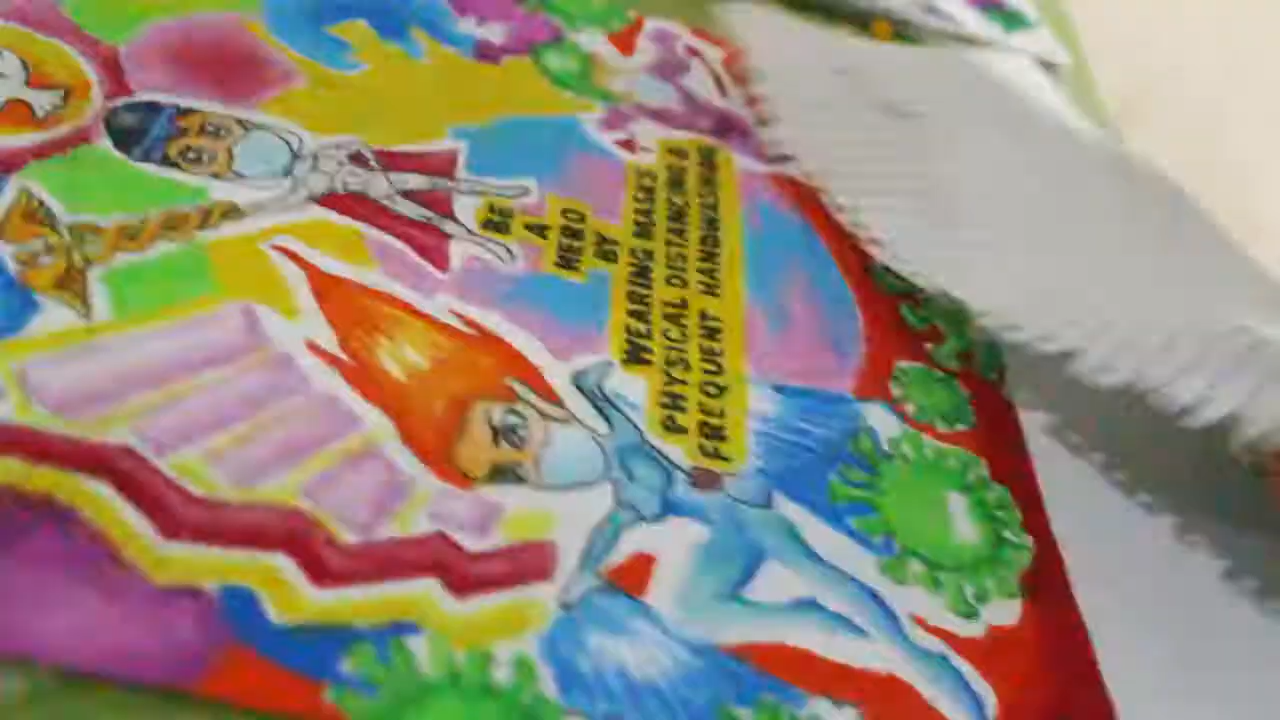 BE
A
HERO
BY
WEARING MASKS
PHYSICAL DISTANCING &
FREQUENT HANDWASHING